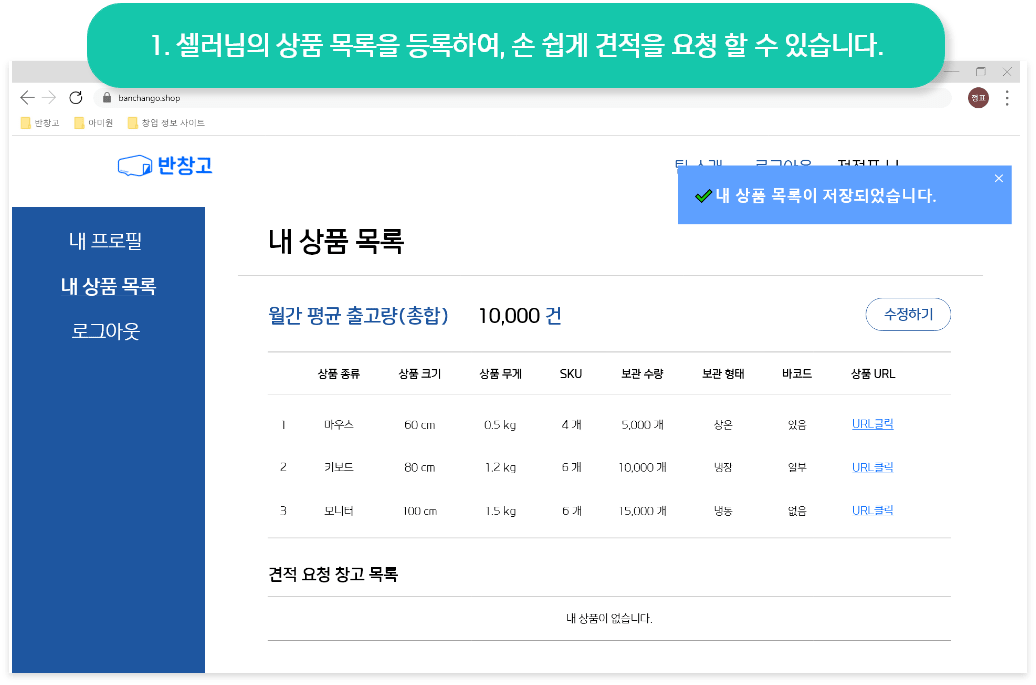 1. 셀러님의 상품 목록을 등록하여, 손 쉽게 견적을 요청 할 수 있습니다.
banchango.shop
쩡프
반창고 아미원 창업 정보 사이트
반창고
팀 소개 로그아웃
내 상품 목록이 저장되었습니다.
내 프로필
내 상품 목록
로그아웃
내 상품 목록
월간 평균 출고량(총합) 10,000 건 수정하기
상품 종류 상품 크기 상품 무게 SKU 보관 수량 보관 형태 바코드 상품 URL
1 마우스 60 cm 0.5 kg 4 개 5,000 개 상온 있음 URL클릭
2 키보드 80 cm 1.2 kg 6 개 10,000 개 냉장 일부 URL클릭
3 모니터 100 cm 1.5 kg 6 개 15,000 개 냉동 없음 URL클릭
견적 요청 창고 목록
내 상품이 없습니다.